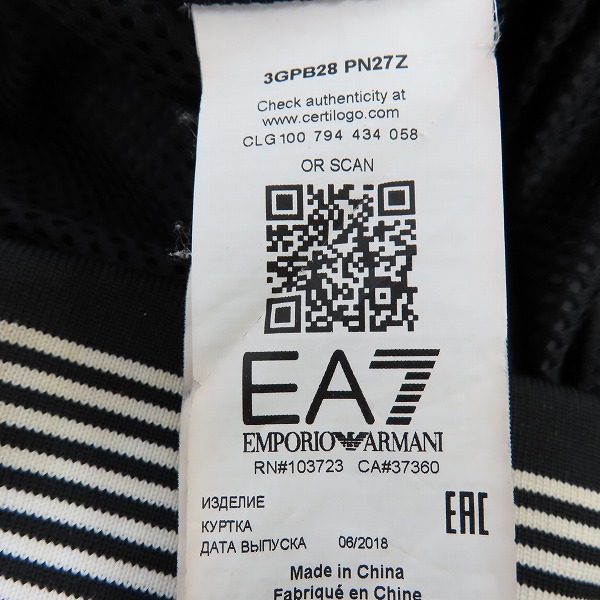 3GPB28 PN27Z
Check authenticity at
www.certilogo.com
CLG 100 794 434 058
OR SCAN
EA7
EMPORIO ARMANI
RN#103723 CA#37360
ИЗДЕЛИЕ
КУРТКА
ДАТА ВЫПУСКА 06/2018
EAC
Made in China
Fabriqué en Chine